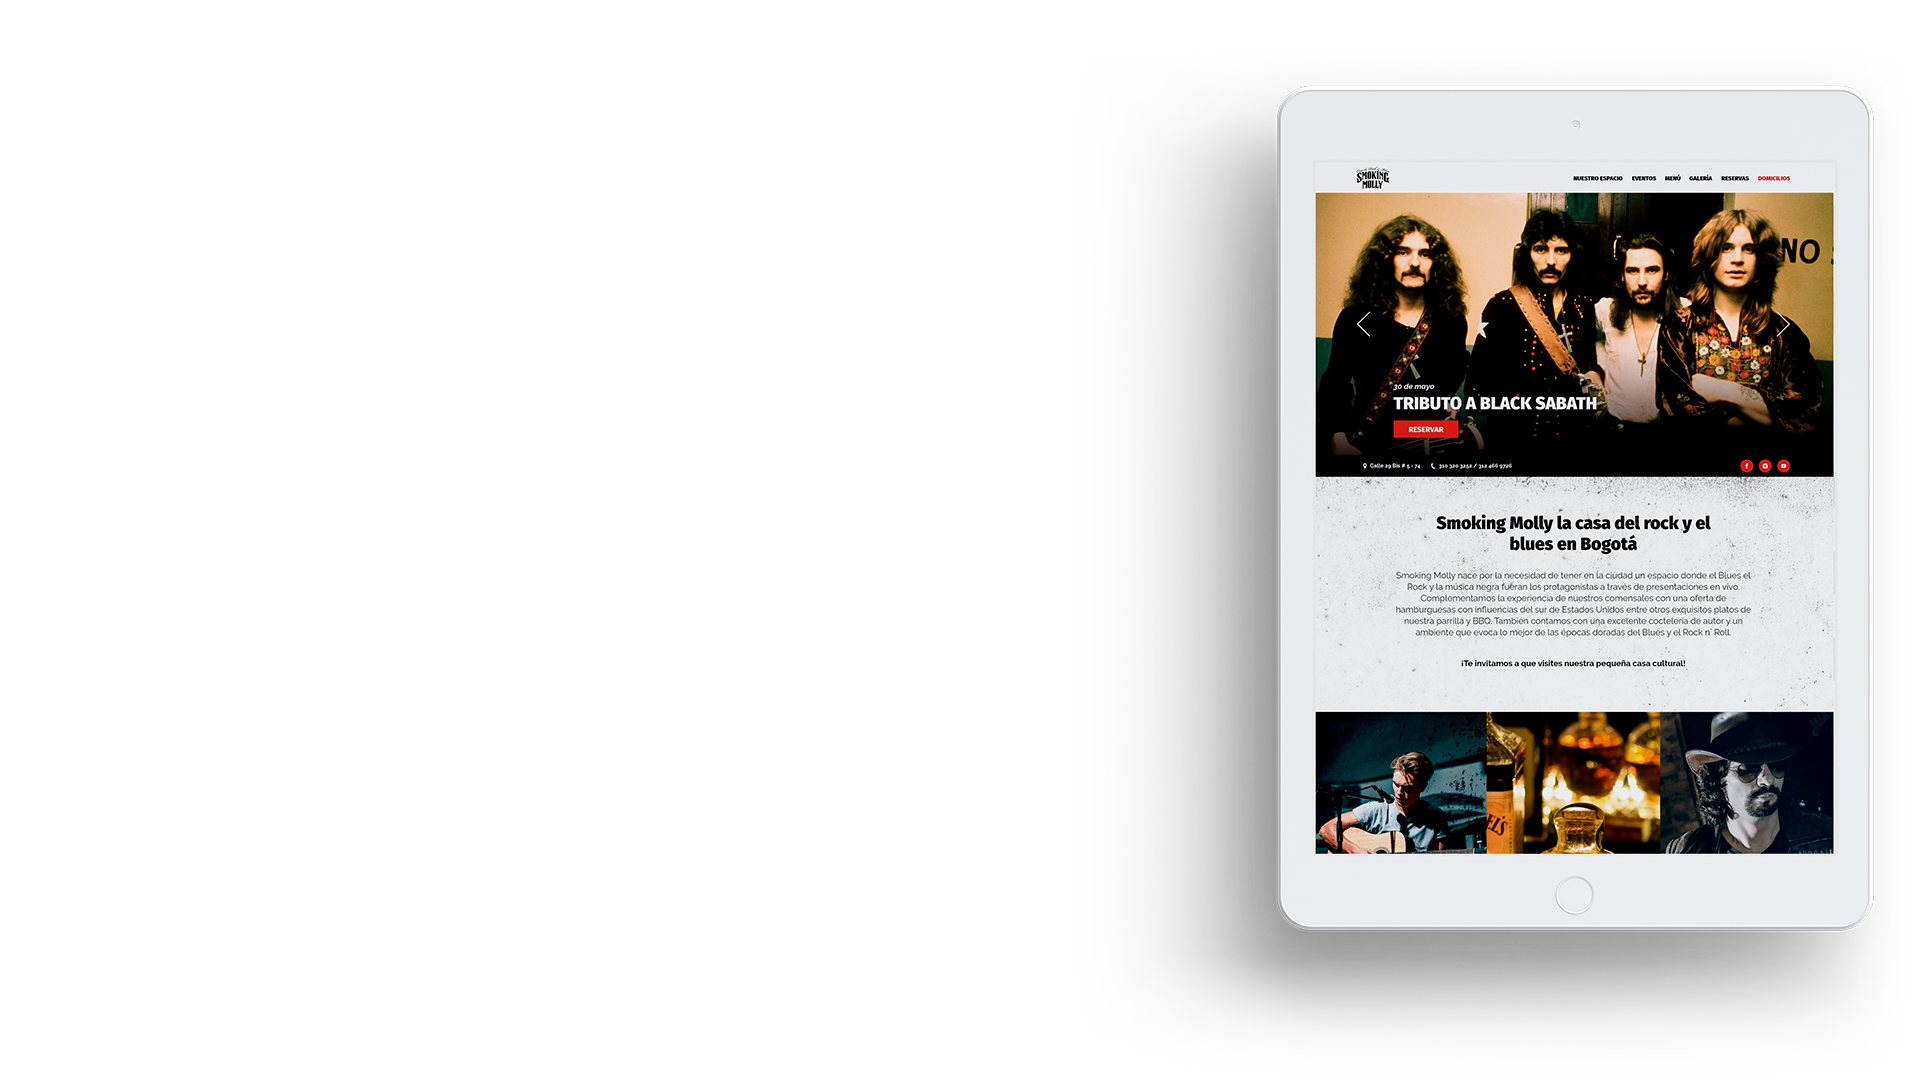 SMOKING
MOLLY
NUESTRO ESPACIO EVENTOS MENÚ GALERÍA RESERVAS DOMICILIOS
NO
30 de mayo
TRIBUTO A BLACK SABATH
RESERVAR
Calle 29 Bis # 5 - 74 310 320 3252 / 312 466 9726
Smoking Molly la casa del rock y el
blues en Bogotá
Smoking Molly nace por la necesidad de tener en la ciudad un espacio donde el Blues el
Rock y la música negra fueran los protagonistas a través de presentaciones en vivo.
Complementamos la experiencia de nuestros comensales con una oferta de
hamburguesas con influencias del sur de Estados Unidos entre otros exquisitos platos de
nuestra parrilla y BBQ. También contamos con una excelente coctelería de autor y un
ambiente que evoca lo mejor de las épocas doradas del Blues y el Rock n´ Roll.
¡Te invitamos a que visites nuestra pequeña casa cultural!